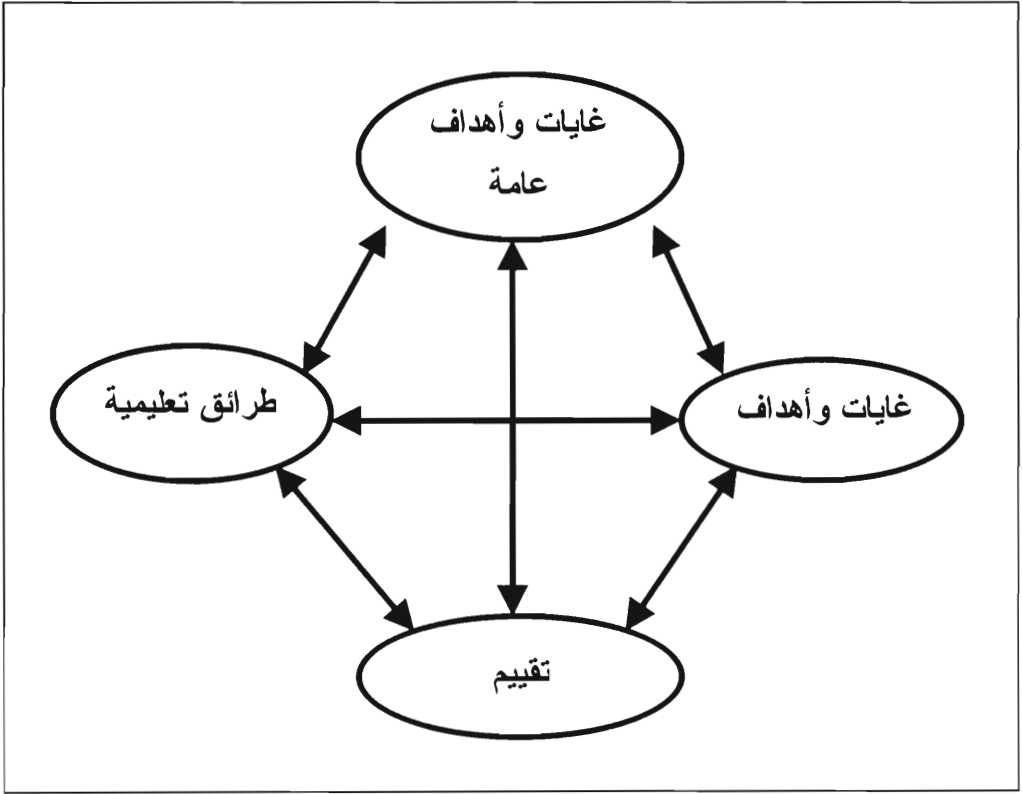 غايات وأهداف
عامة
غايات وأهداف
طرائق تعليمية
تقييم